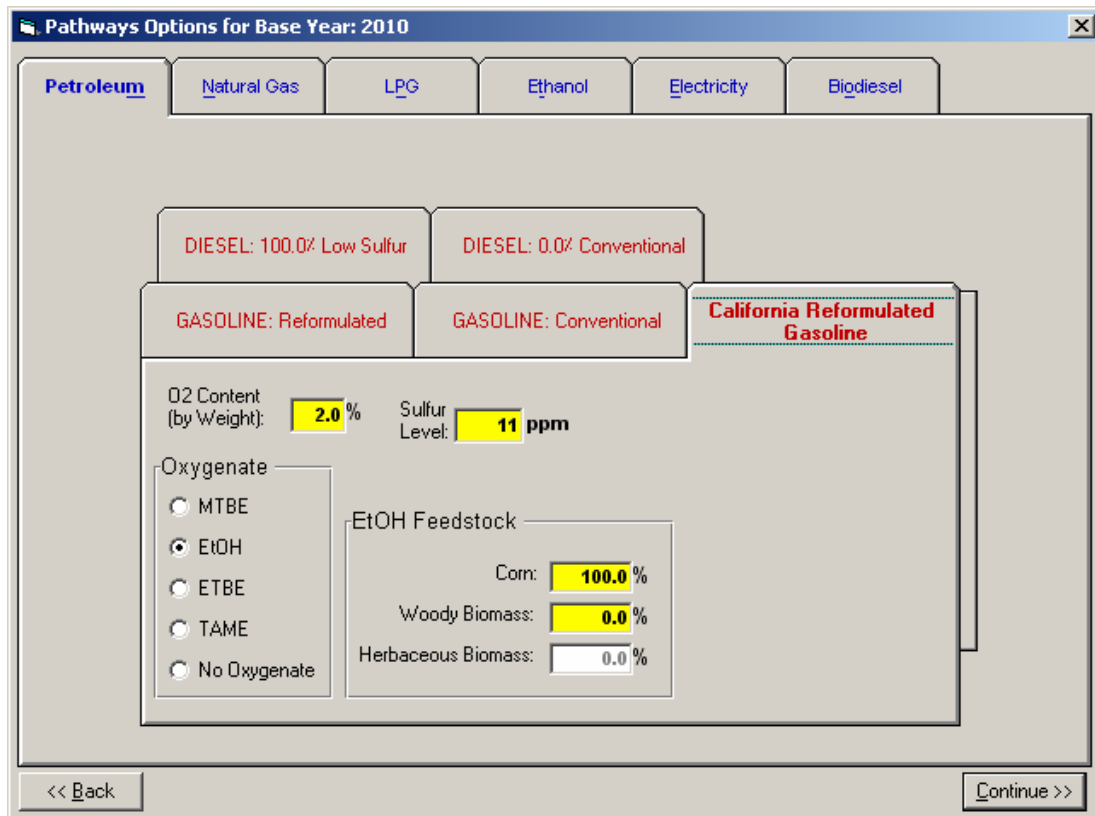 Pathways Options for Base Year: 2010
Petroleum
Natural Gas
LPG
Ethanol
Electricity
Biodiesel
DIESEL: 100.0% Low Sulfur
DIESEL: 0.0% Conventional
GASOLINE: Reformulated
GASOLINE: Conventional
California Reformulated
Gasoline
O2 Content
(by Weight): 2.0 %
Sulfur
Level: 11 ppm
Oxygenate
MTBE
EtOH
ETBE
TAME
No Oxygenate
EtOH Feedstock
Corn: 100.0 %
Woody Biomass: 0.0 %
Herbaceous Biomass: 0.0 %
<< Back
Continue >>